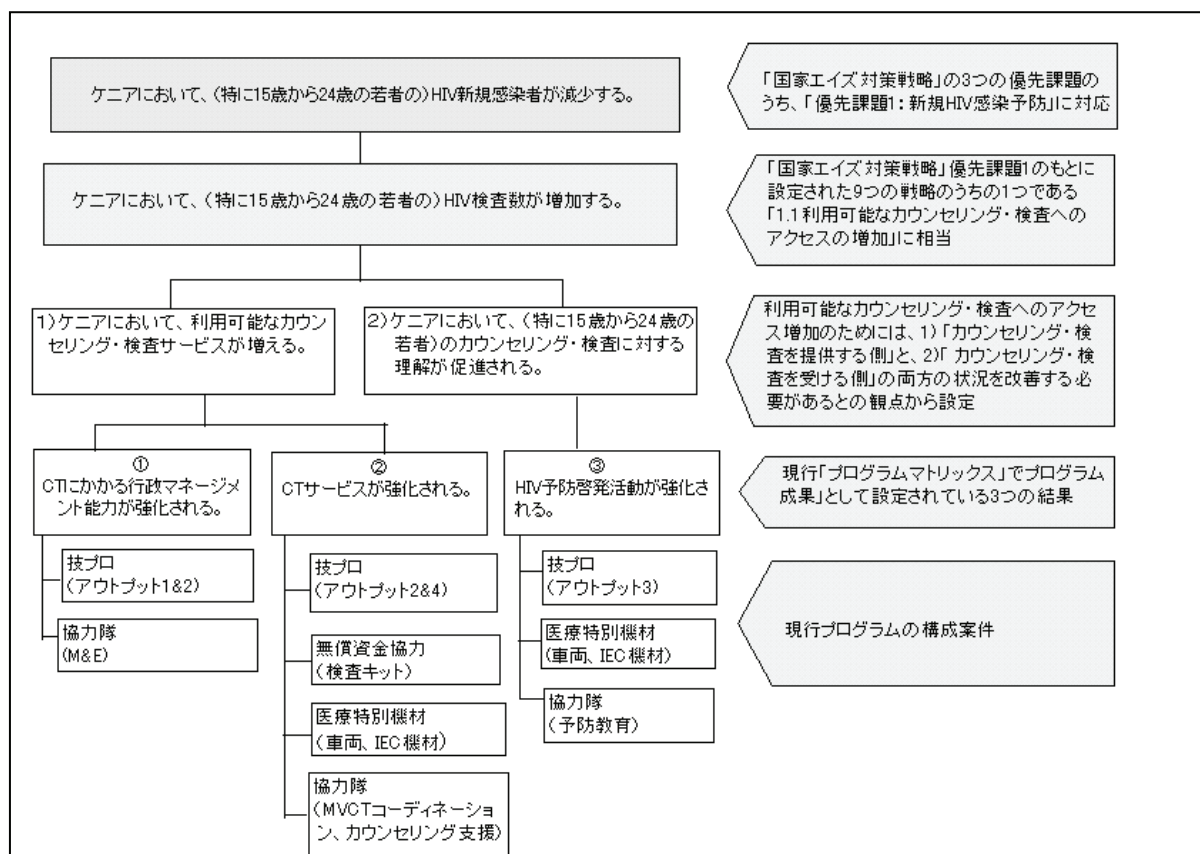 ケニアにおいて、(特に15歳から24歳の若者の)HIV新規感染者が減少する。
「国家エイズ対策戦略」の3つの優先課題の
うち、「優先課題1:新規HIV感染予防」に対応
ケニアにおいて、(特に15歳から24歳の若者の)HIV検査数が増加する。
「国家エイズ対策戦略」優先課題1のもとに
設定された9つの戦略のうちの1つである
「1.1利用可能なカウンセリング・検査への
アクセスの増加」に相当
1)ケニアにおいて、利用可能なカウン
セリング・検査サービスが増える。
2)ケニアにおいて、(特に15歳から24歳の
若者)のカウンセリング・検査に対する
理解が促進される。
利用可能なカウンセリング・検査へのアクセ
ス増加のためには、1)「カウンセリング・検
査を提供する側」と、2)「カウンセリング・検
査を受ける側」の両方の状況を改善する必
要があるとの観点から設定
①
CTにかかる行政マネージメ
ント能力が強化される。
②
CTサービスが強化される。
③
HIV予防啓発活動が強化さ
れる。
現行「プログラムマトリックス」でプログラム
成果」として設定されている3つの結果
技プロ
(アウトプット1&2)
協力隊
(M&E)
技プロ
(アウトプット2&4)
無償資金協力
(検査キット)
医療特別機材
(車両、IEC機材)
協力隊
(MVCTコーディネーショ
ン、カウンセリング支援)
技プロ
(アウトプット3)
医療特別機材
(車両、IEC機材)
協力隊
(予防教育)
現行プログラムの構成案件